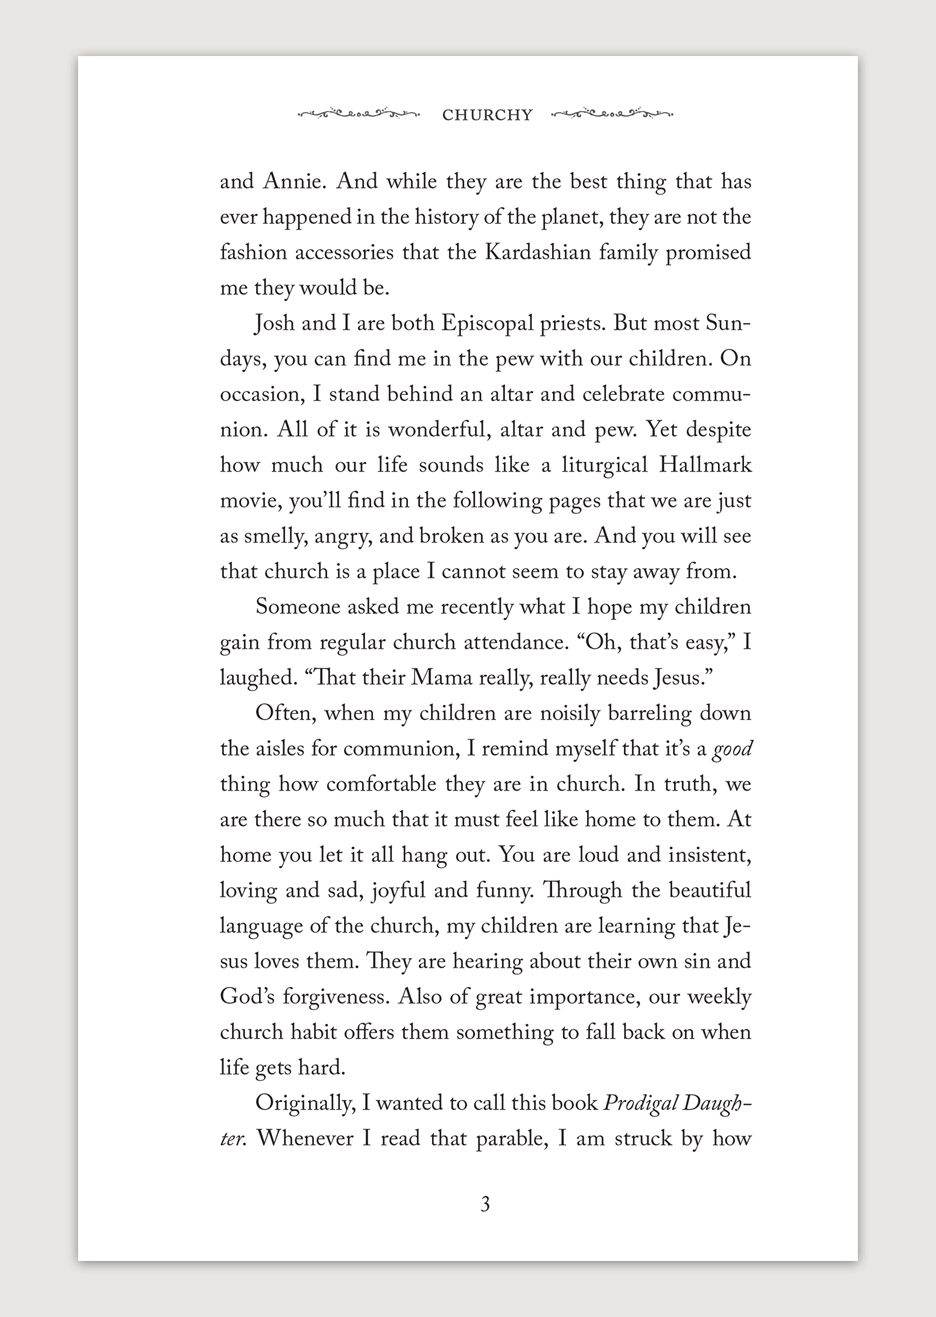 CHURCHY
and Annie. And while they are the best thing that has
ever happened in the history of the planet, they are not the
fashion accessories that the Kardashian family promised
me they would be.
Josh and I are both Episcopal priests. But most Sun-
days, you can find me in the pew with our children. On
occasion, I stand behind an altar and celebrate commu-
nion. All of it is wonderful, altar and pew. Yet despite
how much our life sounds like a liturgical Hallmark
movie, you’ll find in the following pages that we are just
as smelly, angry, and broken as you are. And you will see
that church is a place I cannot seem to stay away from.
Someone asked me recently what I hope my children
gain from regular church attendance. “Oh, that’s easy,” I
laughed. “That their Mama really, really needs Jesus.”
Often, when my children are noisily barreling down
the aisles for communion, I remind myself that it’s a good
thing how comfortable they are in church. In truth, we
are there so much that it must feel like home to them. At
home you let it all hang out. You are loud and insistent,
loving and sad, joyful and funny. Through the beautiful
language of the church, my children are learning that Je-
sus loves them. They are hearing about their own sin and
God’s forgiveness. Also of great importance, our weekly
church habit offers them something to fall back on when
life gets hard.
Originally, I wanted to call this book Prodigal Daugh-
ter. Whenever I read that parable, I am struck by how
3